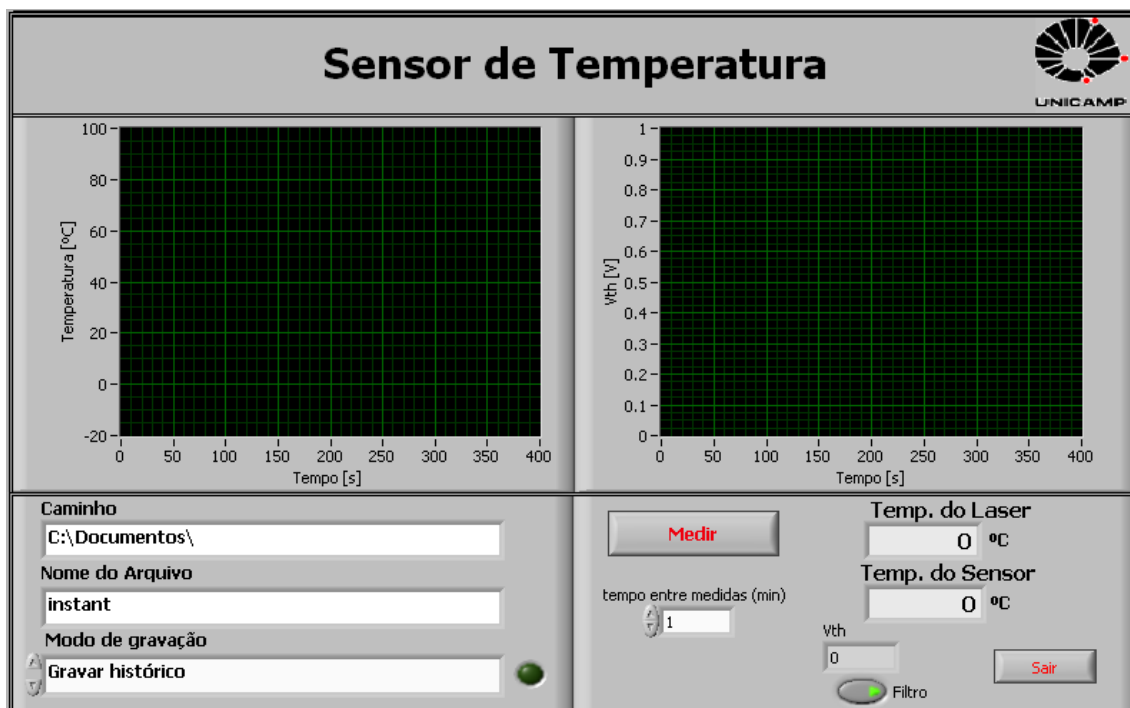 Sensor de Temperatura
UNICAMP
100
80
60
40
20
0
-20
Temperatura [ºC]
0 50 100 150 200 250 300 350 400
Tempo [s]
1
0.9
0.8
0.7
0.6
0.5
0.4
0.3
0.2
0.1
0
Vth [V]
0 50 100 150 200 250 300 350 400
Tempo [s]
Caminho
C:\Documentos\
Nome do Arquivo
instant
Modo de gravação
Gravar histórico
Medir
tempo entre medidas (min)
1
Temp. do Laser
0 ºC
Temp. do Sensor
0 ºC
Vth
0
Filtro
Sair